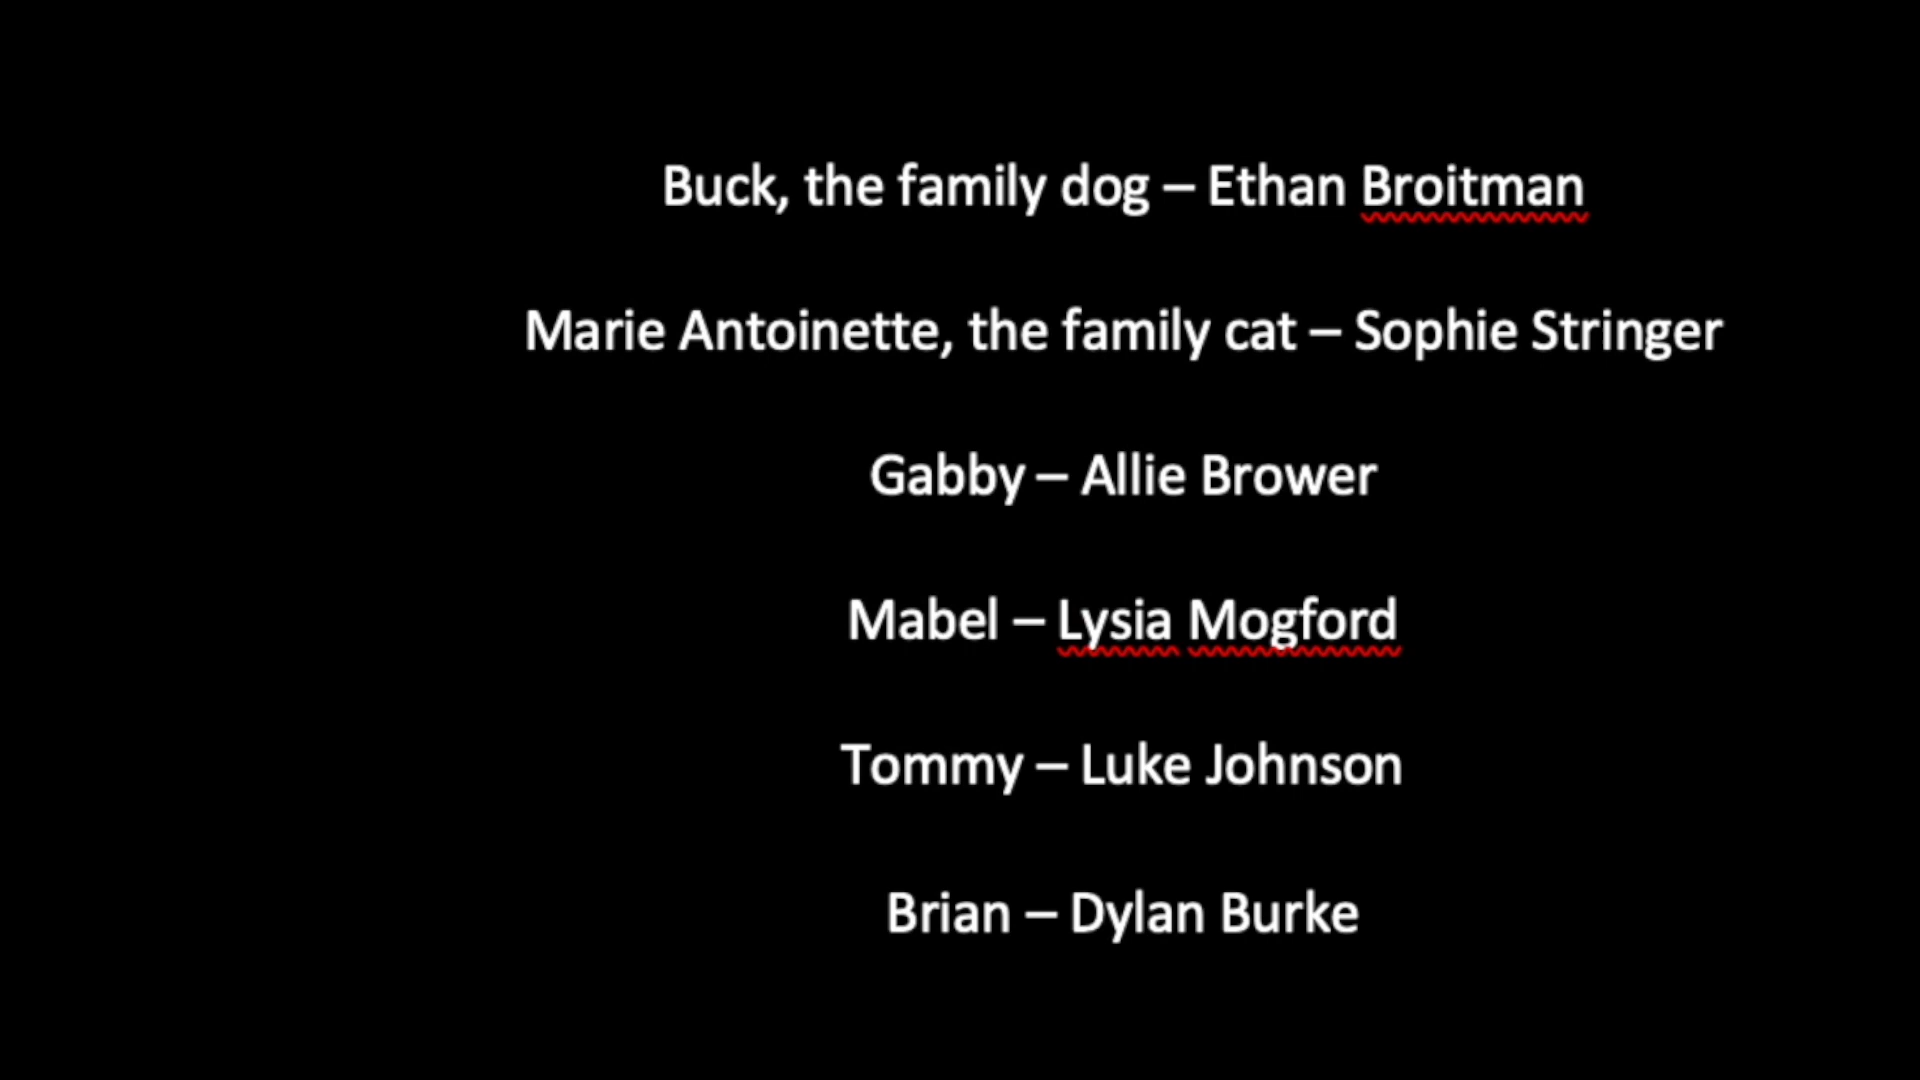 Buck, the family dog – Ethan Broitman
Marie Antoinette, the family cat – Sophie Stringer
Gabby – Allie Brower
Mabel – Lysia Mogford
Tommy – Luke Johnson
Brian – Dylan Burke